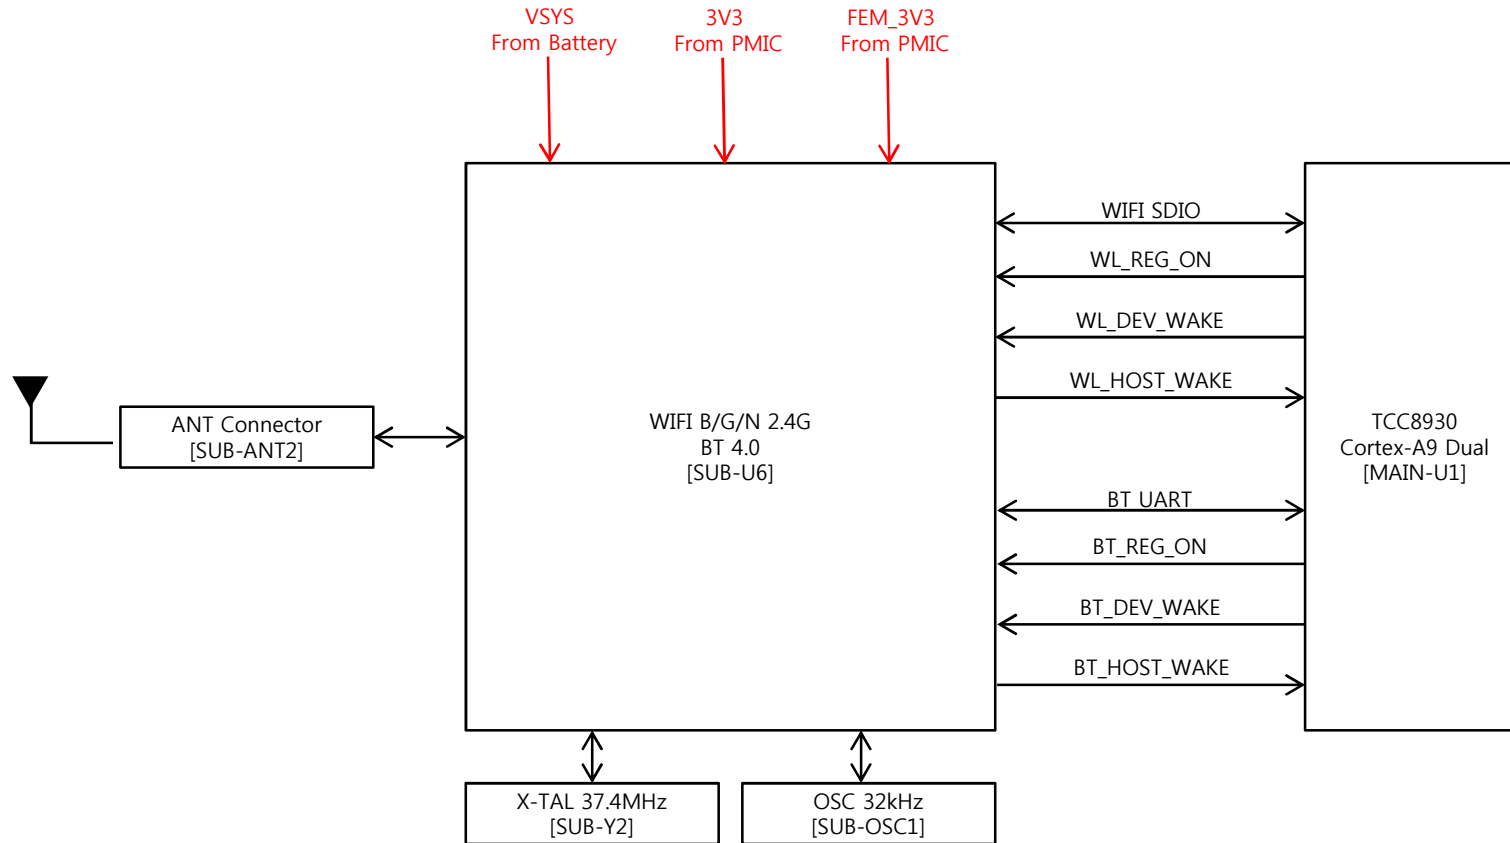 VSYS
From Battery
3V3
From PMIC
FEM_3V3
From PMIC
WIFI SDIO
WL_REG_ON
WL_DEV_WAKE
WL_HOST_WAKE
ANT Connector
[SUB-ANT2]
WIFI B/G/N 2.4G
BT 4.0
[SUB-U6]
TCC8930
Cortex-A9 Dual
[MAIN-U1]
BT UART
BT_REG_ON
BT_DEV_WAKE
BT_HOST_WAKE
X-TAL 37.4MHz
[SUB-Y2]
OSC 32kHz
[SUB-OSC1]